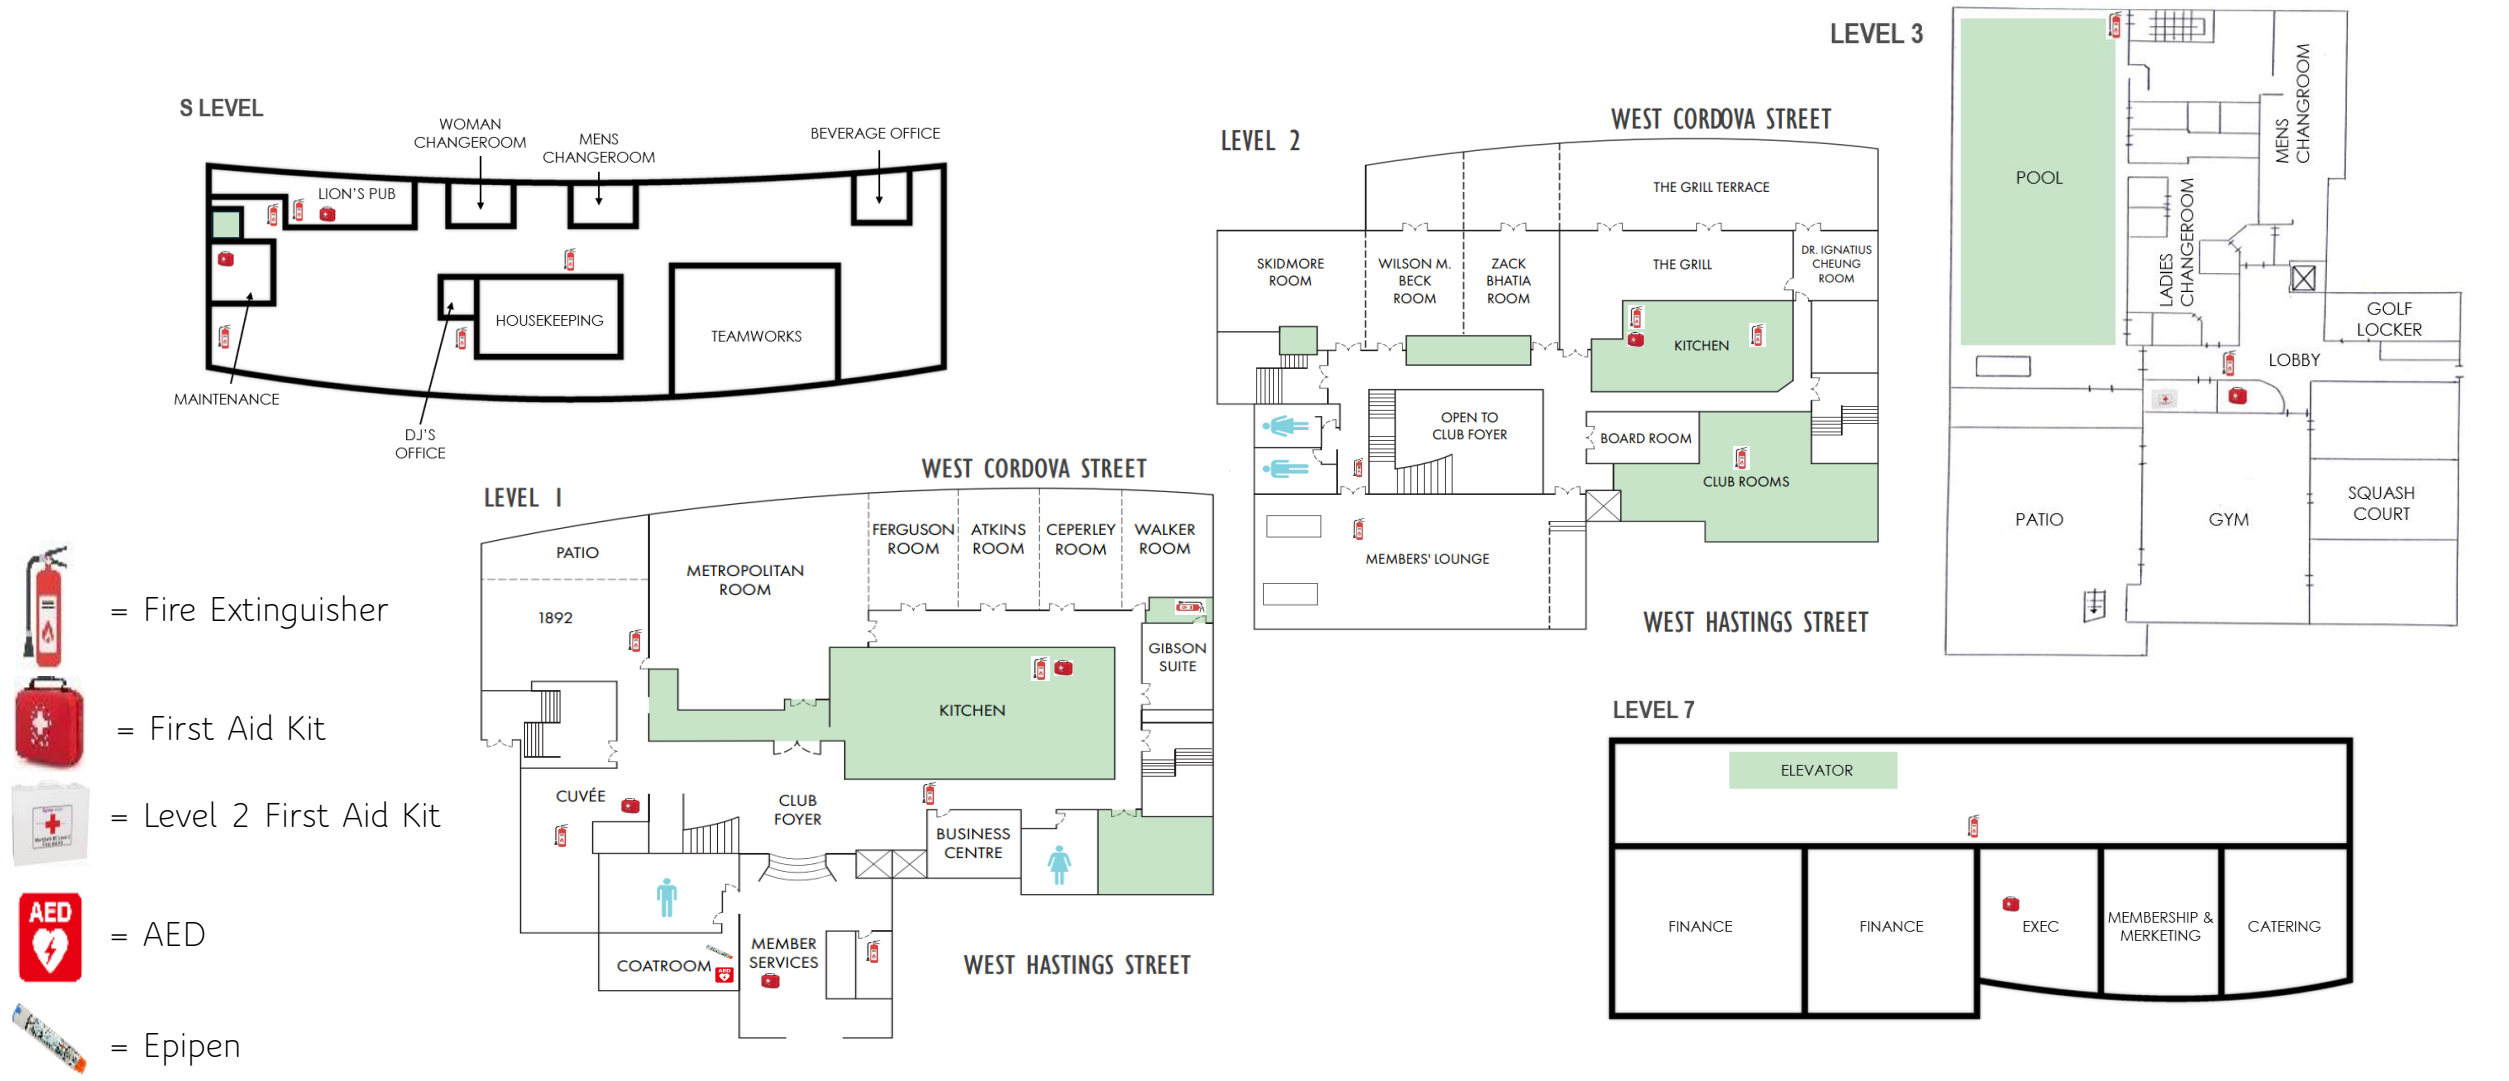 S LEVEL
WOMAN
CHANGEROOM
MENS
CHANGEROOM
BEVERAGE OFFICE
LION'S PUB
HOUSEKEEPING
TEAMWORKS
MAINTENANCE
DJ'S
OFFICE
LEVEL 1
WEST CORDOVA STREET
PATIO
1892
METROPOLITAN
ROOM
FERGUSON
ROOM
ATKINS
ROOM
CEPERLEY
ROOM
WALKER
ROOM
GIBSON
SUITE
KITCHEN
CUVÉE
CLUB
FOYER
BUSINESS
CENTRE
COATROOM
AED
MEMBER
SERVICES
WEST HASTINGS STREET
LEVEL 2
WEST CORDOVA STREET
THE GRILL TERRACE
SKIDMORE
ROOM
WILSON M.
BECK
ROOM
ZACK
BHATIA
ROOM
THE GRILL
DR. IGNATIUS
CHEUNG
ROOM
KITCHEN
OPEN TO
CLUB FOYER
BOARD ROOM
CLUB ROOMS
MEMBERS' LOUNGE
WEST HASTINGS STREET
LEVEL 3
POOL
MENS
CHANGROOM
LADIES
CHANGEROOM
GOLF
LOCKER
LOBBY
PATIO
GYM
SQUASH
COURT
LEVEL 7
ELEVATOR
FINANCE
FINANCE
EXEC
MEMBERSHIP &
MERKETING
CATERING
= Fire Extinguisher
= First Aid Kit
= Level 2 First Aid Kit
AED
= AED
= Epipen